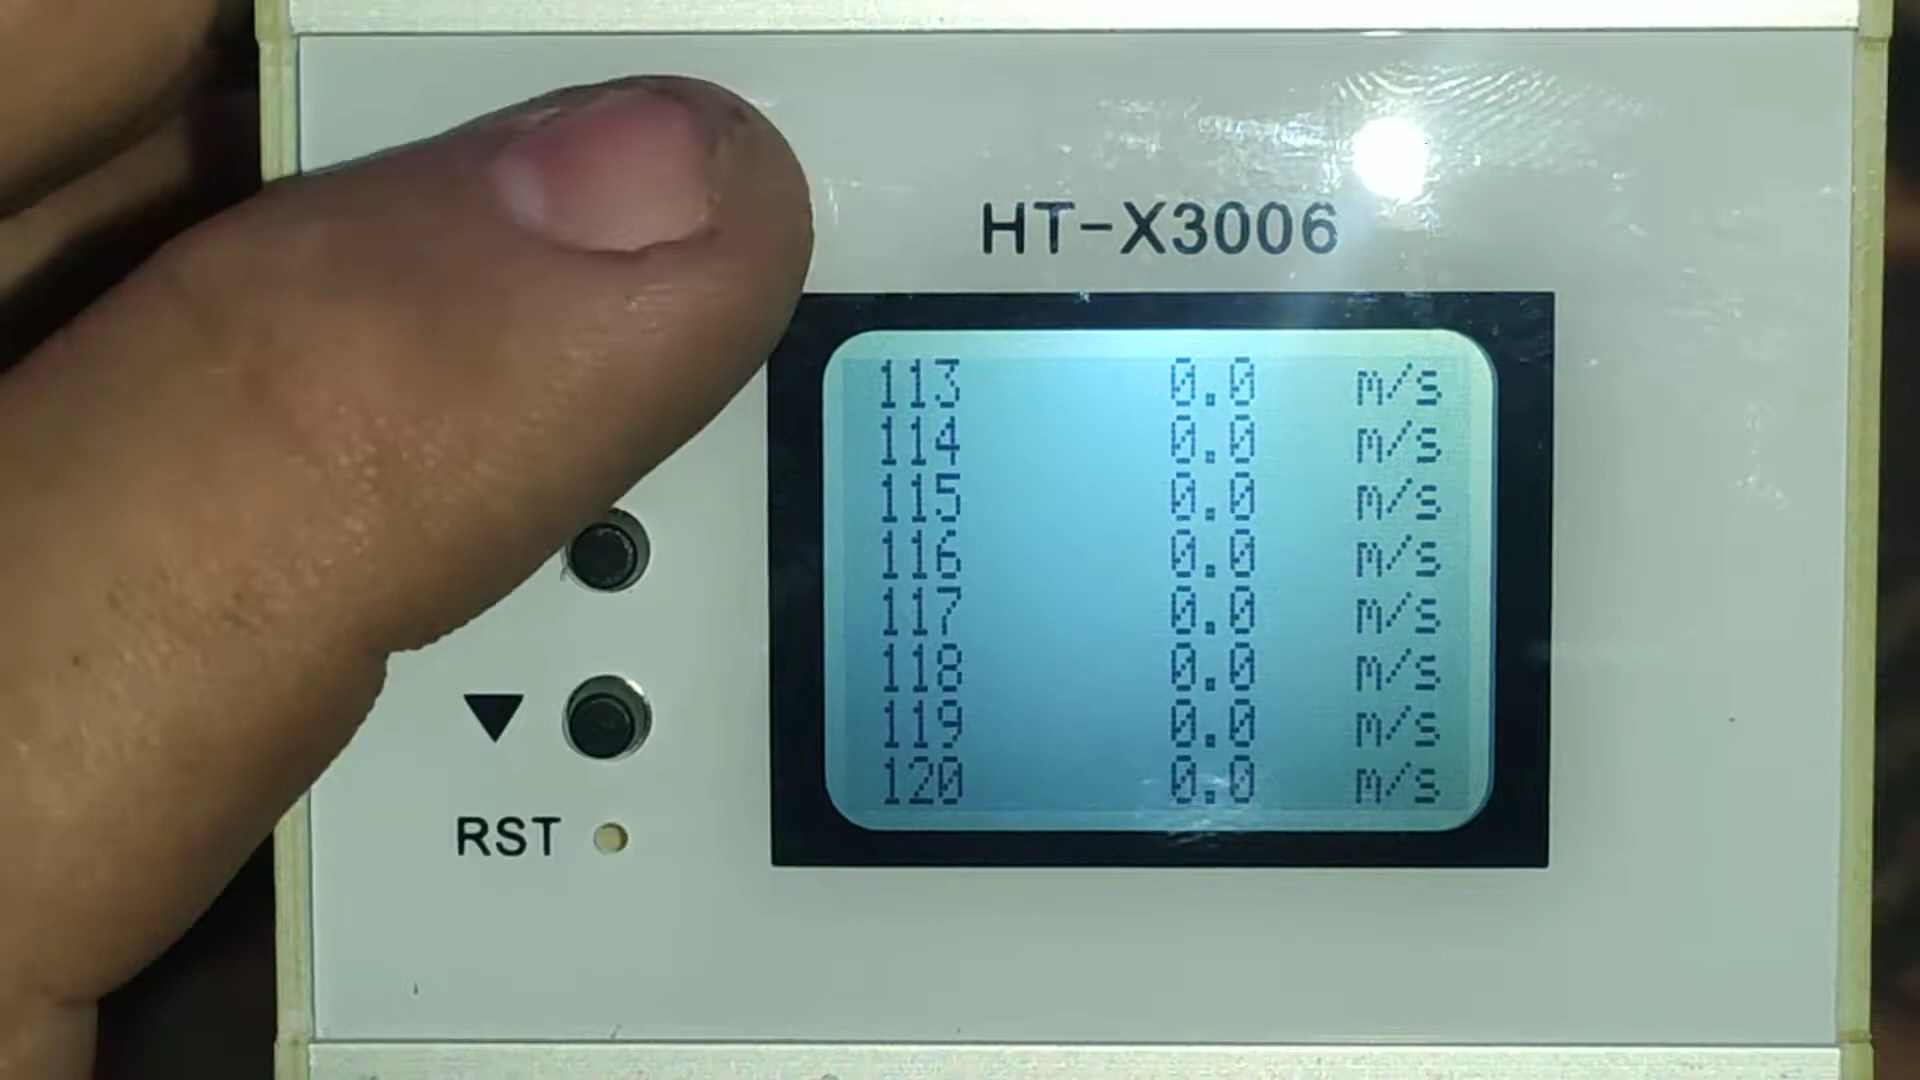 HT-X3006
113 0.0 m/s
114 0.0 m/s
115 0.0 m/s
116 0.0 m/s
117 0.0 m/s
118 0.0 m/s
119 0.0 m/s
120 0.0 m/s
▼
RST